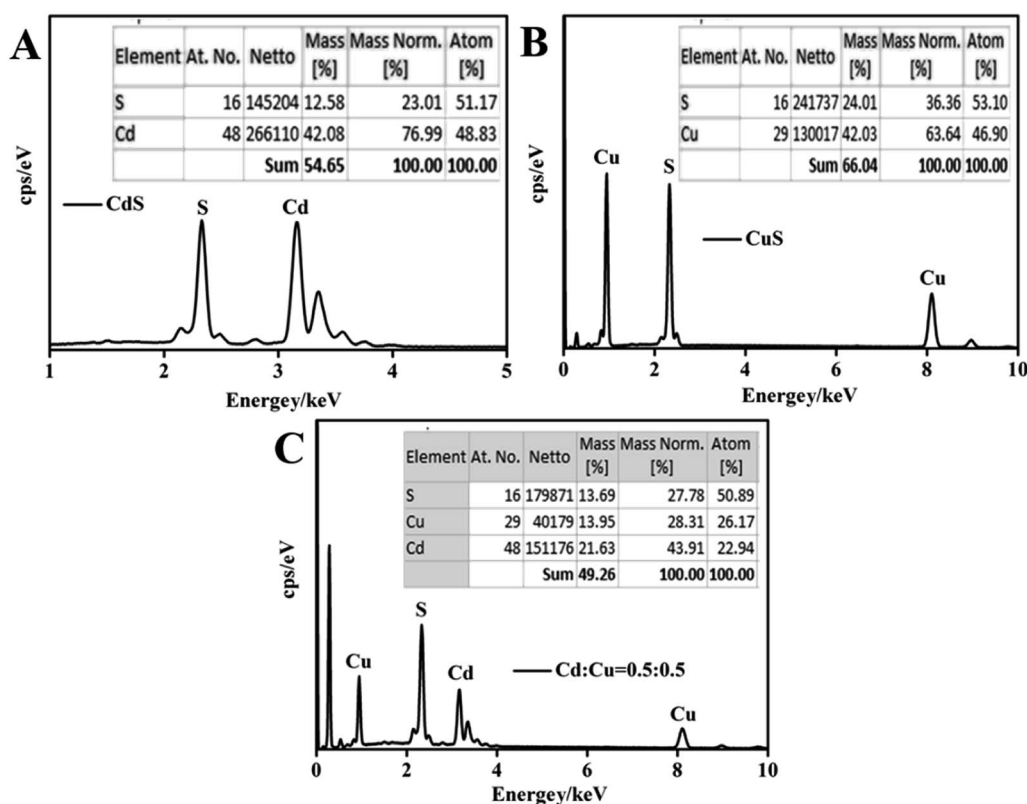 A
Element At. No. Netto Mass [%] Mass Norm. [%] Atom [%]
S 16 145204 12.58 23.01 51.17
Cd 48 266110 42.08 76.99 48.83
Sum 54.65 100.00 100.00
cps/eV
CdS
S
Cd
1 2 3 4 5
Energey/keV
B
Element At. No. Netto Mass [%] Mass Norm. [%] Atom [%]
S 16 241737 24.01 36.36 53.10
Cu 29 130017 42.03 63.64 46.90
Sum 66.04 100.00 100.00
cps/eV
Cu
S
CuS
Cu
0 2 4 6 8 10
Energey/keV
C
Element At. No. Netto Mass [%] Mass Norm. [%] Atom [%]
S 16 179871 13.69 27.78 50.89
Cu 29 40179 13.95 28.31 26.17
Cd 48 151176 21.63 43.91 22.94
Sum 49.26 100.00 100.00
cps/eV
S
Cu
Cd
Cd:Cu=0.5:0.5
Cu
0 2 4 6 8 10
Energey/keV